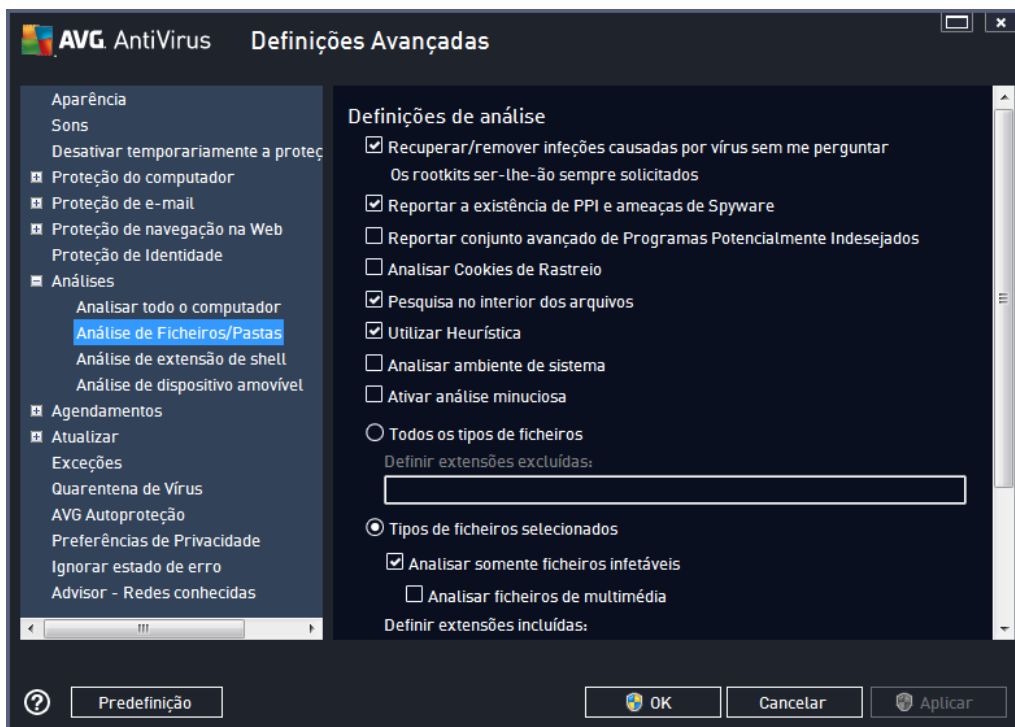 AVG AntiVirus Definições Avançadas
Aparência
Sons
Desativar temporariamente a proteç
Proteção do computador
Proteção de e-mail
Proteção de navegação na Web
Proteção de Identidade
Análises
Analisar todo o computador
Análise de Ficheiros/Pastas
Análise de extensão de shell
Análise de dispositivo amovível
Agendamentos
Atualizar
Exceções
Quarentena de Vírus
AVG Autoproteção
Preferências de Privacidade
Ignorar estado de erro
Advisor - Redes conhecidas
Definições de análise
Recuperar/remover infeções causadas por vírus sem me perguntar
Os rootkits ser-lhe-ão sempre solicitados
Reportar a existência de PPI e ameaças de Spyware
Reportar conjunto avançado de Programas Potencialmente Indesejados
Analisar Cookies de Rastreio
Pesquisa no interior dos arquivos
Utilizar Heurística
Analisar ambiente de sistema
Ativar análise minuciosa
Todos os tipos de ficheiros
Definir extensões excluídas:
Tipos de ficheiros selecionados
Analisar somente ficheiros infetáveis
Analisar ficheiros de multimédia
Definir extensões incluídas:
? Predefinição OK Cancelar Aplicar